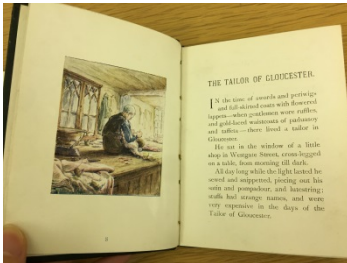 THE TAILOR OF GLOUCESTER.
IN the time of swords and periwigs
and full-skirted coats with flowered
lappets—when gentlemen wore ruffles,
and gold-laced waistcoats of paduasoy
and taffeta—there lived a tailor in
Gloucester.
He sat in the window of a little
shop in Westgate Street, cross-legged
on a table, from morning till dark.
All day long while the light lasted he
sewed and snippetted, piecing out his
satin and pompadour, and lutestring;
stuffs had strange names, and were
very expensive in the days of the
Tailor of Gloucester.